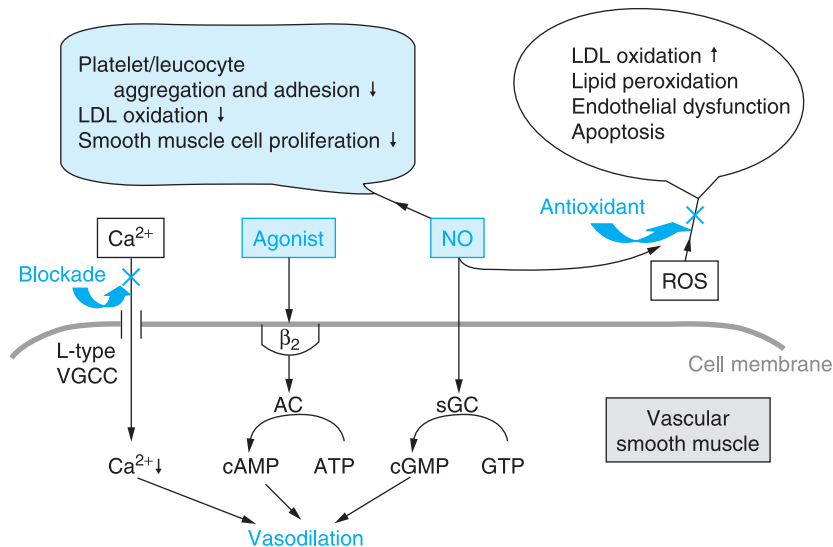 Platelet/leucocyte
aggregation and adhesion ↓
LDL oxidation ↓
Smooth muscle cell proliferation ↓
LDL oxidation ↑
Lipid peroxidation
Endothelial dysfunction
Apoptosis
Antioxidant
Ca²⁺
Agonist
NO
ROS
Blockade
L-type
VGCC
β₂
Cell membrane
AC
sGC
Vascular
smooth muscle
Ca²⁺↓
cAMP
ATP
cGMP
GTP
Vasodilation